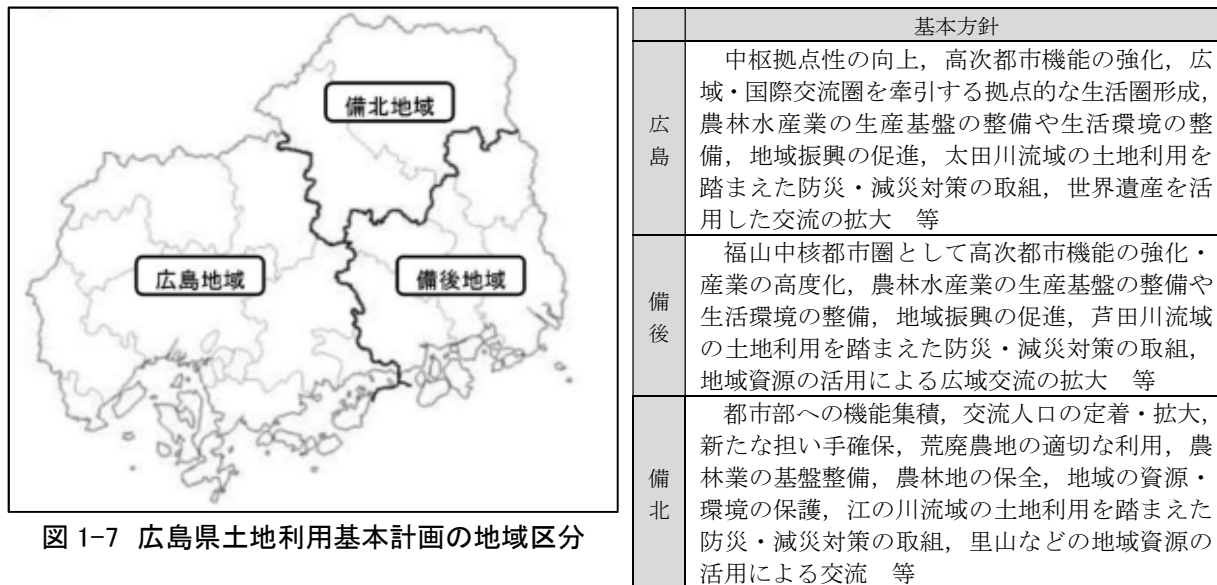 備北地域
広島地域
備後地域
図 1-7 広島県土地利用基本計画の地域区分
基本方針
広島
中枢拠点性の向上，高次都市機能の強化，広
域・国際交流圏を牽引する拠点的な生活圏形成，
農林水産業の生産基盤の整備や生活環境の整
備，地域振興の促進，太田川流域の土地利用を
踏まえた防災・減災対策の取組，世界遺産を活
用した交流の拡大　等
備後
福山中核都市圏として高次都市機能の強化・
産業の高度化，農林水産業の生産基盤の整備や
生活環境の整備，地域振興の促進，芦田川流域
の土地利用を踏まえた防災・減災対策の取組，
地域資源の活用による広域交流の拡大　等
備北
都市部への機能集積，交流人口の定着・拡大，
新たな担い手確保，荒廃農地の適切な利用，農
林業の基盤整備，農林地の保全，地域の資源・
環境の保護，江の川流域の土地利用を踏まえた
防災・減災対策の取組，里山などの地域資源の
活用による交流　等